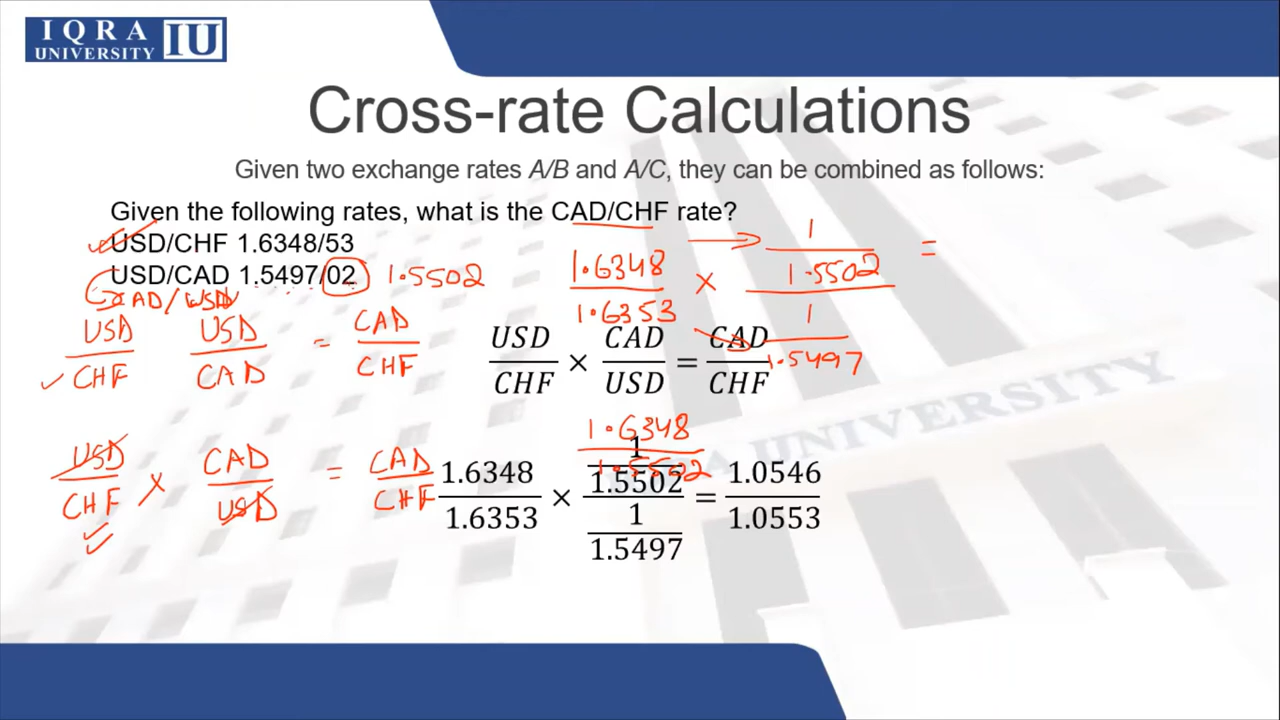 IQRA
UNIVERSITY IU
Cross-rate Calculations
Given two exchange rates A/B and A/C, they can be combined as follows:
Given the following rates, what is the CAD/CHF rate?
USD/CHF 1.6348/53
USD/CAD 1.5497/02 1.5502
CAD/USD
1.6348 / 1.6353 × 1 / 1.5502 / 1 / 1.5497 =
USD / CHF USD / CAD = CAD / CHF
USD / CHF × CAD / USD = CAD / CHF
USD / CHF × CAD / USD = CAD / CHF
1.6348 / 1.5502
1.6348 / 1.6353 × 1 / 1.5502 / 1 / 1.5497 = 1.0546 / 1.0553
UNIVERSITY